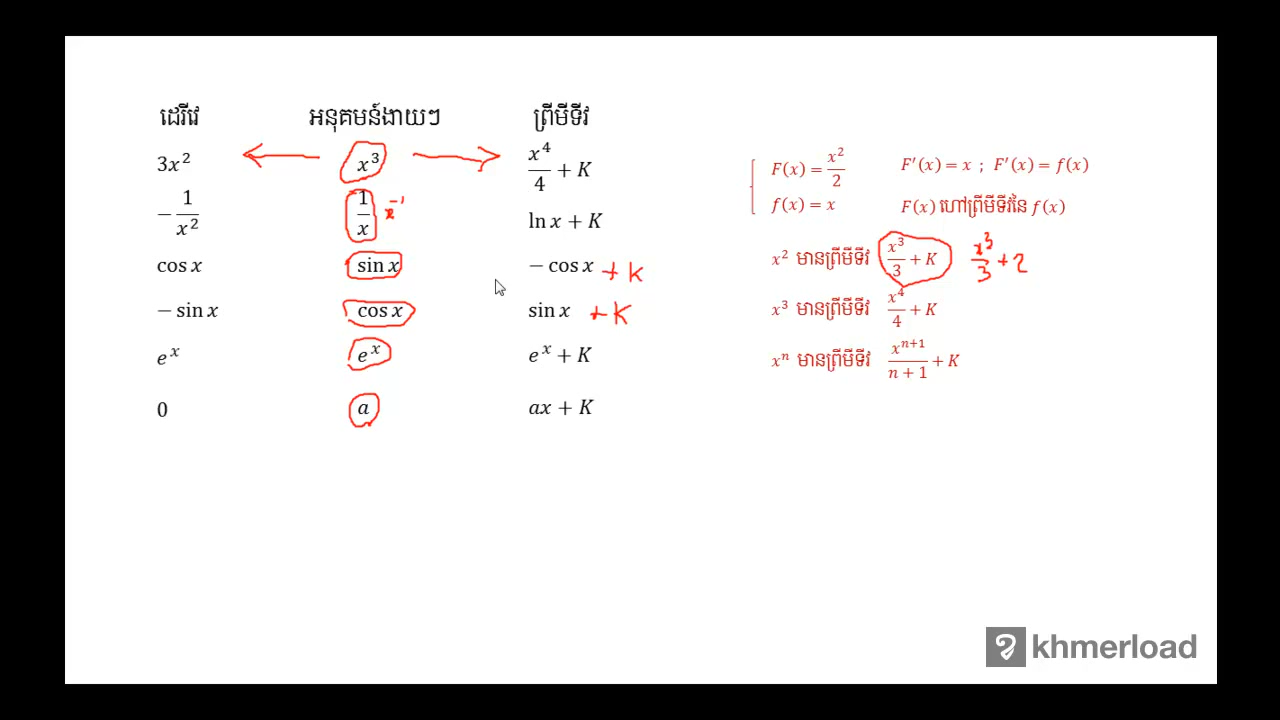 ដេរីវេ អនុគមន៍ងាយៗ ព្រីមីទីវ
3x² x³ x⁴/4 + K
−1/x² 1/x x⁻¹ ln x + K
cos x sin x − cos x + K
− sin x cos x sin x + K
eˣ eˣ eˣ + K
0 a ax + K
F(x) = x²/2 F′(x) = x ; F′(x) = f(x)
f(x) = x F(x) ហៅព្រីមីទីវនៃ f(x)
x² មានព្រីមីទីវ x³/3 + K x³/3 + 2
x³ មានព្រីមីទីវ x⁴/4 + K
xⁿ មានព្រីមីទីវ xⁿ⁺¹/n + 1 + K
khmerload